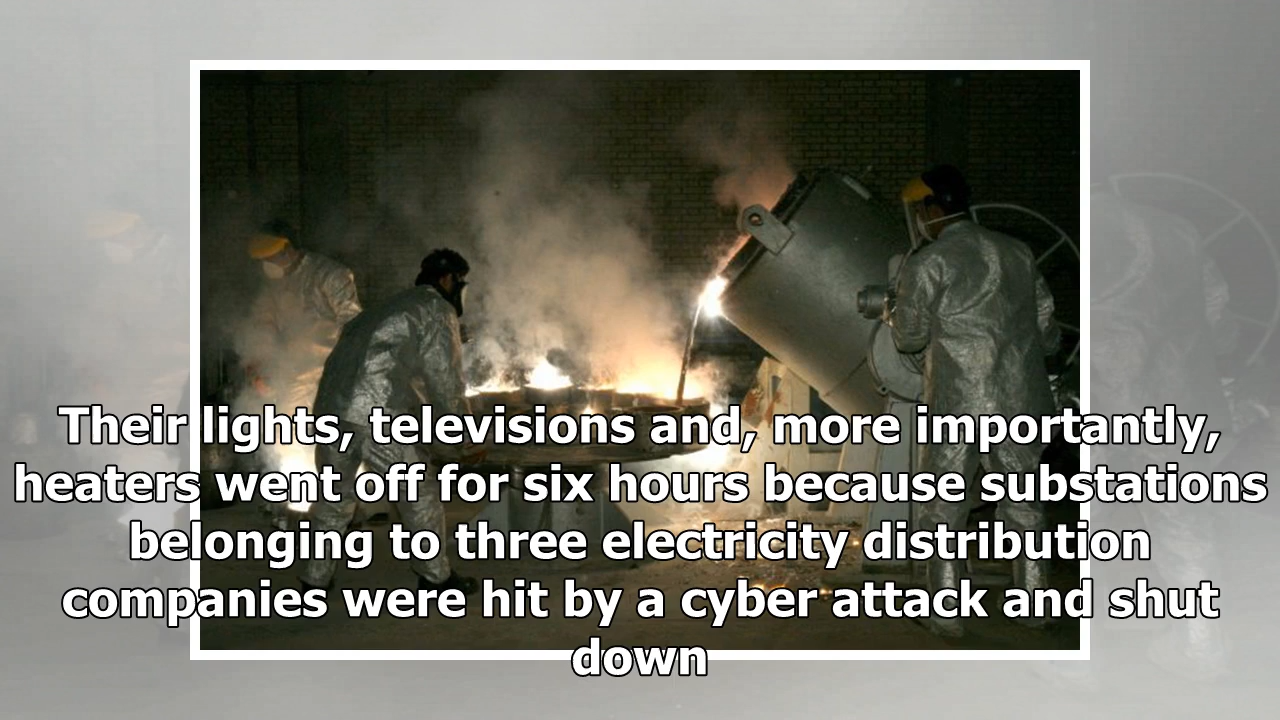 Their lights, televisions and, more importantly,
heaters went off for six hours because substations
belonging to three electricity distribution
companies were hit by a cyber attack and shut
down